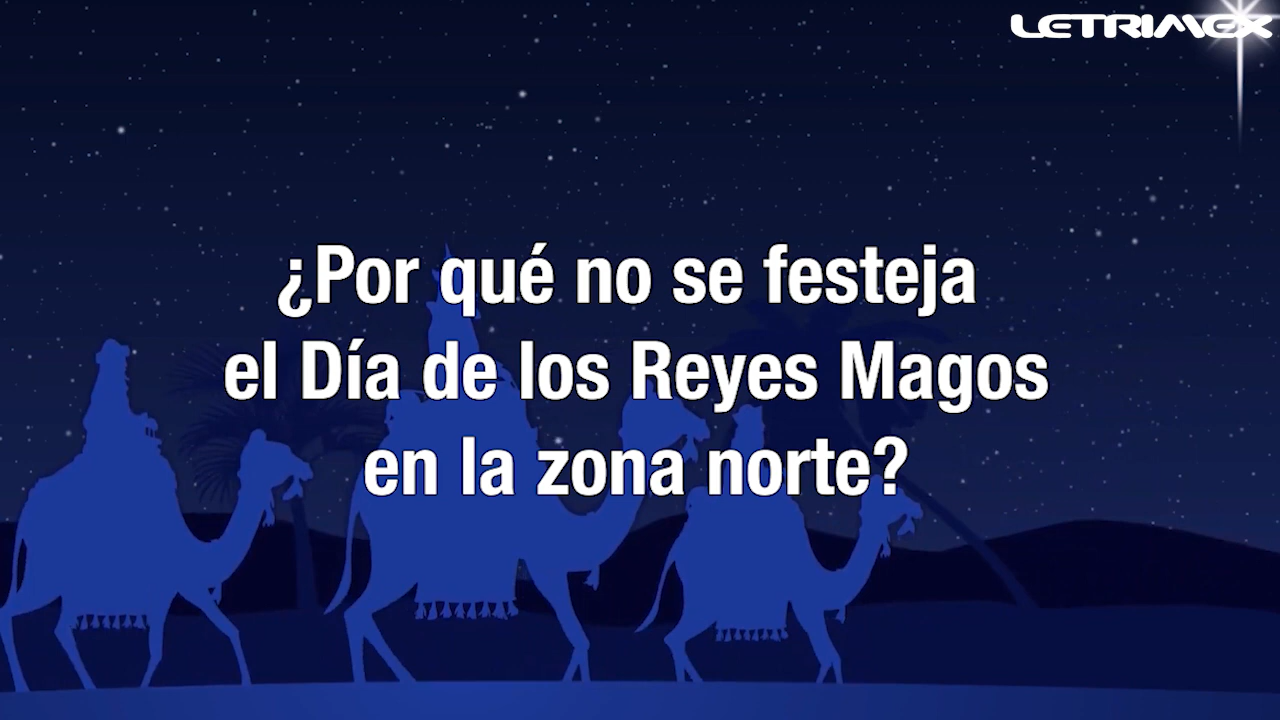 LETRIMEX
¿Por qué no se festeja
el Día de los Reyes Magos
en la zona norte?